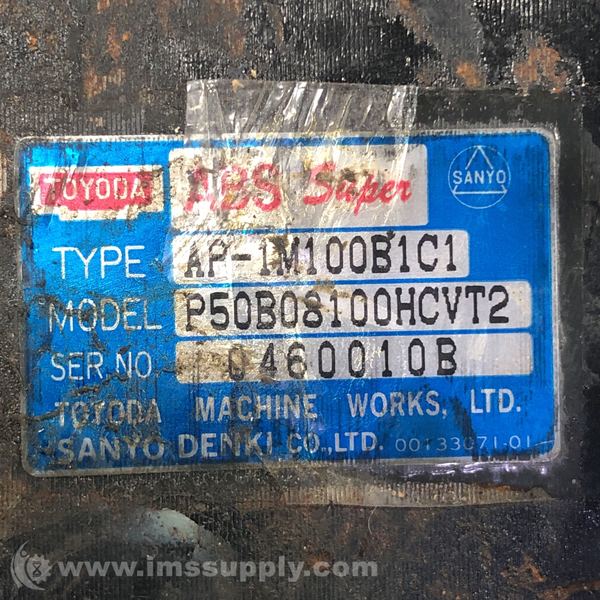 TOYODA ABS Super SANYO
TYPE AP-1M100B1C1
MODEL P50B08100HCVT2
SER.NO. 0460010B
TOYODA MACHINE WORKS, LTD.
SANYO DENKI CO.,LTD. 00133071-01
www.imssupply.com